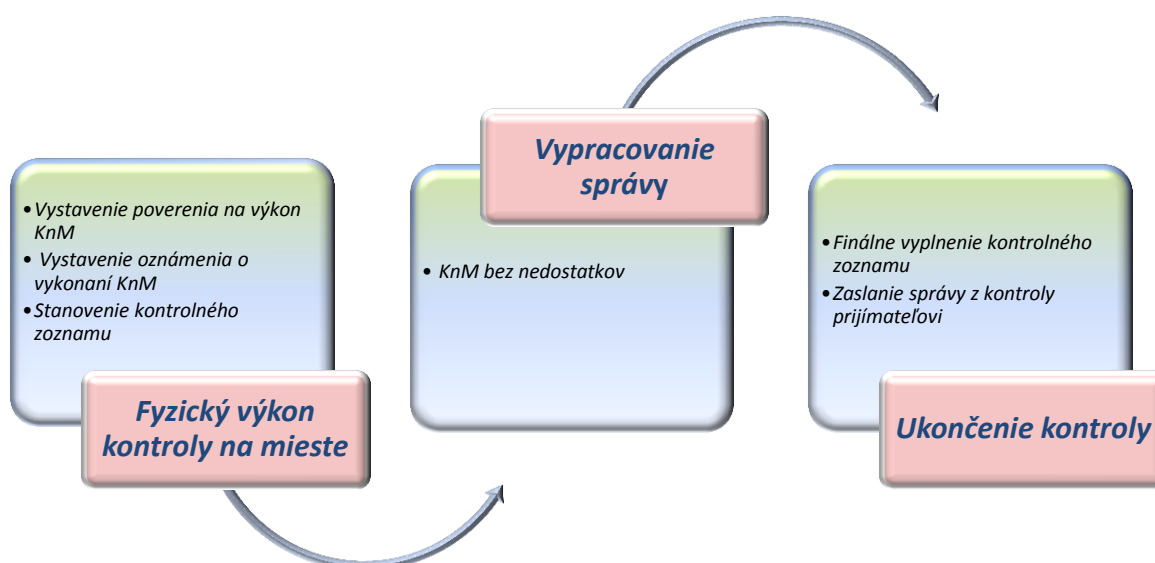 •Vystavenie poverenia na výkon
KnM
• Vystavenie oznámenia o
vykonaní KnM
•Stanovenie kontrolného
zoznamu
Fyzický výkon
kontroly na mieste
Vypracovanie
správy
• KnM bez nedostatkov
•Finálne vyplnenie kontrolného
zoznamu
•Zaslanie správy z kontroly
prijímateľovi
Ukončenie kontroly